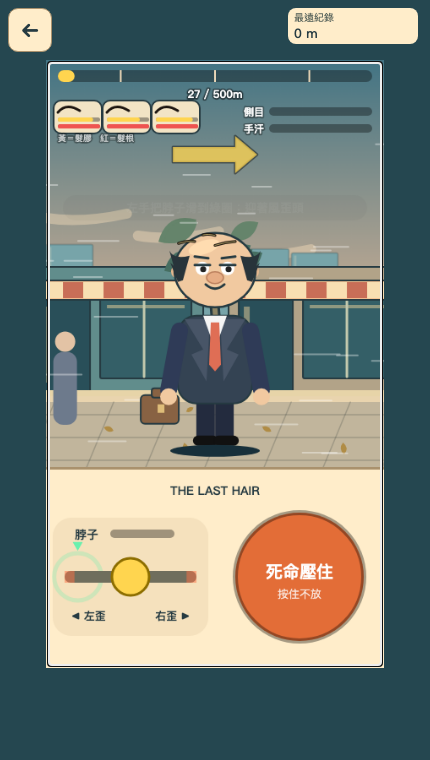 最遠紀錄
0 m
27 / 500m
側目
手汗
黃=髮膠 紅=髮根
THE LAST HAIR
脖子
死命壓住
按住不放
◀ 左歪
右歪 ▶